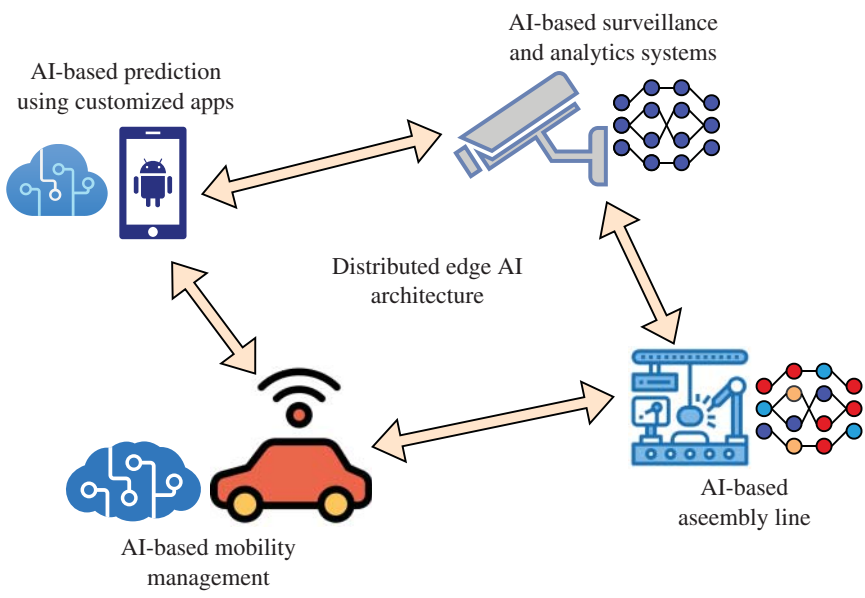 AI-based surveillance
and analytics systems
AI-based prediction
using customized apps
Distributed edge AI
architecture
AI-based
aseembly line
AI-based mobility
management